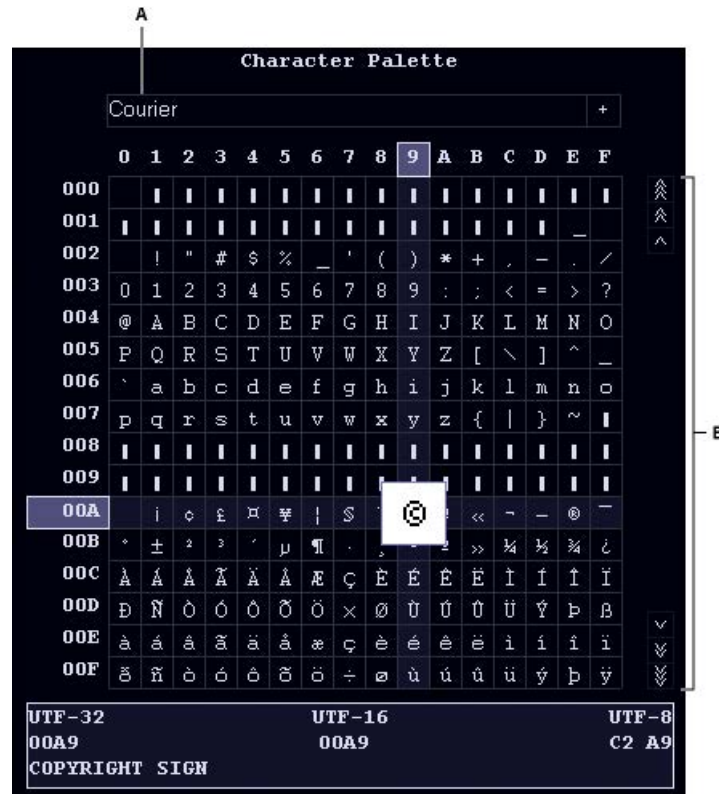 A
Character Palette
Courier +
0 1 2 3 4 5 6 7 8 9 A B C D E F
000
001 _
002 ! " # $ % _ ' ( ) * + , – . /
003 0 1 2 3 4 5 6 7 8 9 : ; < = > ?
004 @ A B C D E F G H I J K L M N O
005 P Q R S T U V W X Y Z [ \ ] ^ _
006 ` a b c d e f g h i j k l m n o
007 p q r s t u v w x y z { | } ~
008
009
00A ¡ ¢ £ ¤ ¥ ¦ § © « ¬ – ® ¯
00B ° ± ² ³ ´ µ ¶ · » ¼ ½ ¾ ¿
00C À Á Â Ã Ä Å Æ Ç È É Ê Ë Ì Í Î Ï
00D Ð Ñ Ò Ó Ô Õ Ö × Ø Ù Ú Û Ü Ý Þ ß
00E à á â ã ä å æ ç è é ê ë ì í î ï
00F ð ñ ò ó ô õ ö ÷ ø ù ú û ü ý þ ÿ
B
UTF-32 UTF-16 UTF-8
00A9 00A9 C2 A9
COPYRIGHT SIGN